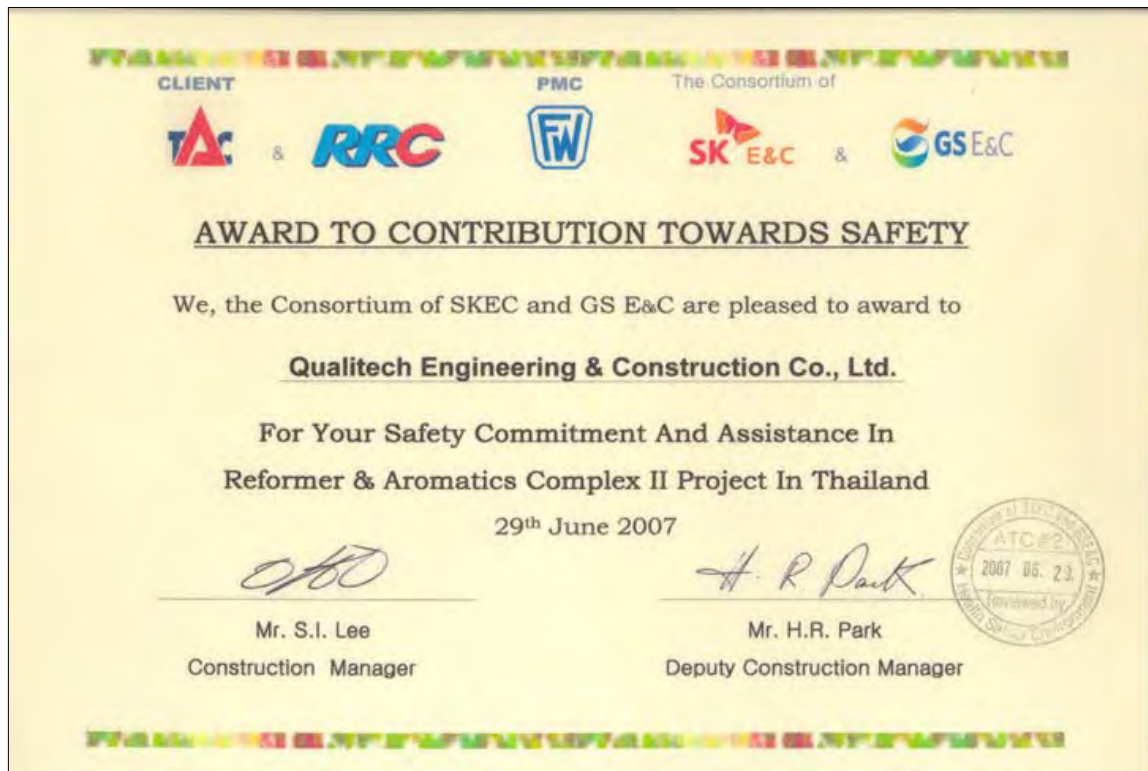 CLIENT PMC The Consortium of
TAC & RRC FW SK E&C & GS E&C
AWARD TO CONTRIBUTION TOWARDS SAFETY
We, the Consortium of SKEC and GS E&C are pleased to award to
Qualitech Engineering & Construction Co., Ltd.
For Your Safety Commitment And Assistance In
Reformer & Aromatics Complex II Project In Thailand
29th June 2007
H. R. Park
Mr. S.I. Lee Mr. H.R. Park
Construction Manager Deputy Construction Manager
ATC #2
2007 06. 23.
Reviewed by
Health Safety Environment